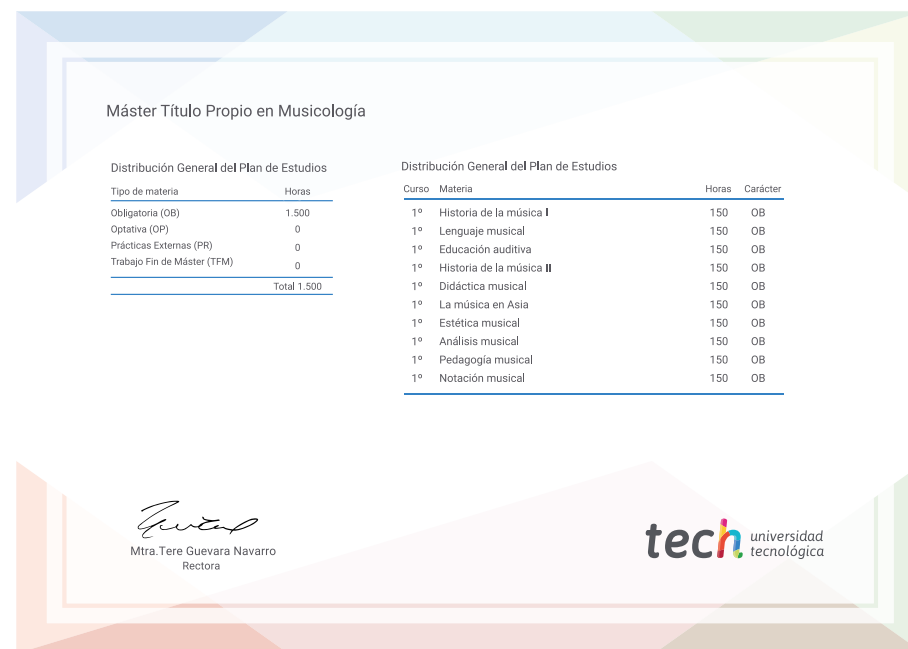 Máster Título Propio en Musicología
Distribución General del Plan de Estudios
Tipo de materia Horas
Obligatoria (OB) 1.500
Optativa (OP) 0
Prácticas Externas (PR) 0
Trabajo Fin de Máster (TFM) 0
Total 1.500
Distribución General del Plan de Estudios
Curso Materia Horas Carácter
1º Historia de la música I 150 OB
1º Lenguaje musical 150 OB
1º Educación auditiva 150 OB
1º Historia de la música II 150 OB
1º Didáctica musical 150 OB
1º La música en Asia 150 OB
1º Estética musical 150 OB
1º Análisis musical 150 OB
1º Pedagogía musical 150 OB
1º Notación musical 150 OB
Mtra.Tere Guevara Navarro
Rectora
tech universidad
tecnológica